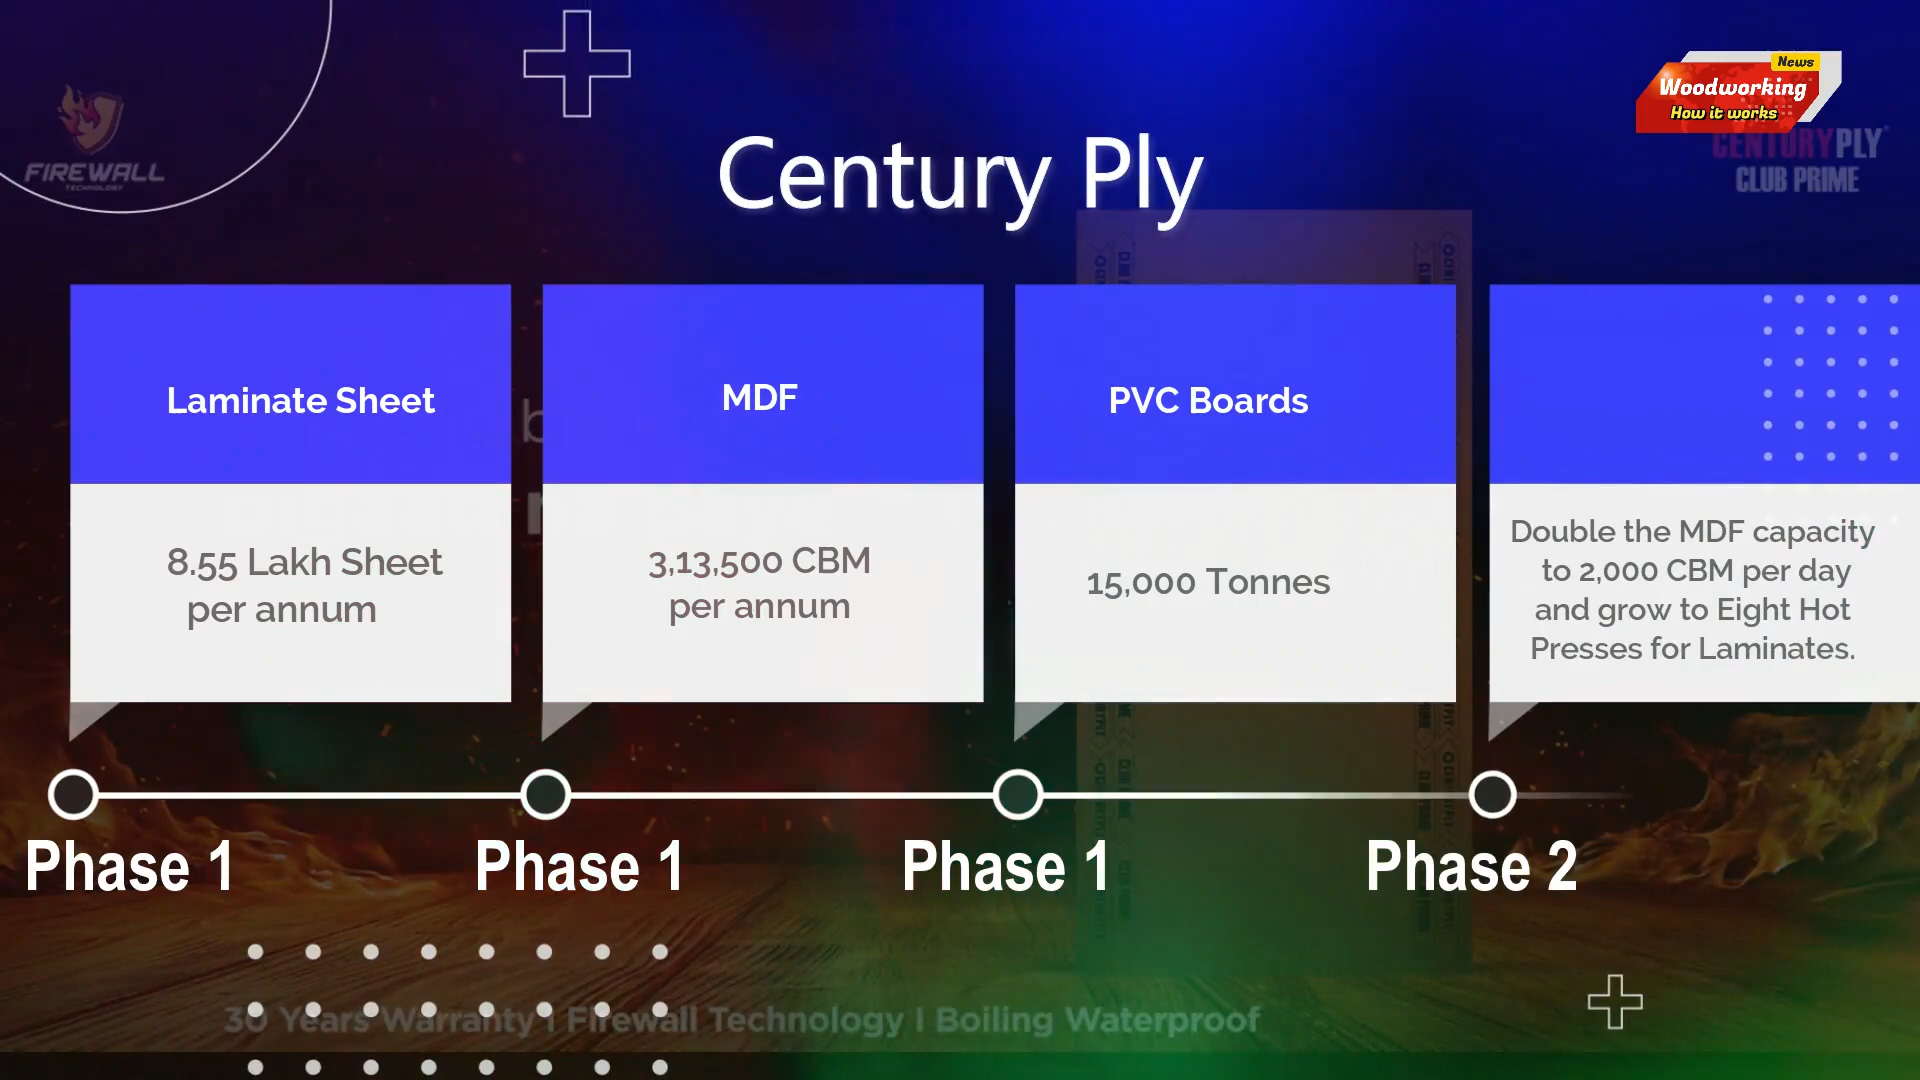 News
Woodworking
How it works
FIREWALL
TECHNOLOGY
CENTURYPLY
CLUB PRIME
Century Ply
Laminate Sheet
8.55 Lakh Sheet
per annum
MDF
3,13,500 CBM
per annum
PVC Boards
15,000 Tonnes
Double the MDF capacity
to 2,000 CBM per day
and grow to Eight Hot
Presses for Laminates.
Phase 1
Phase 1
Phase 1
Phase 2
30 Years Warranty I Firewall Technology I Boiling Waterproof